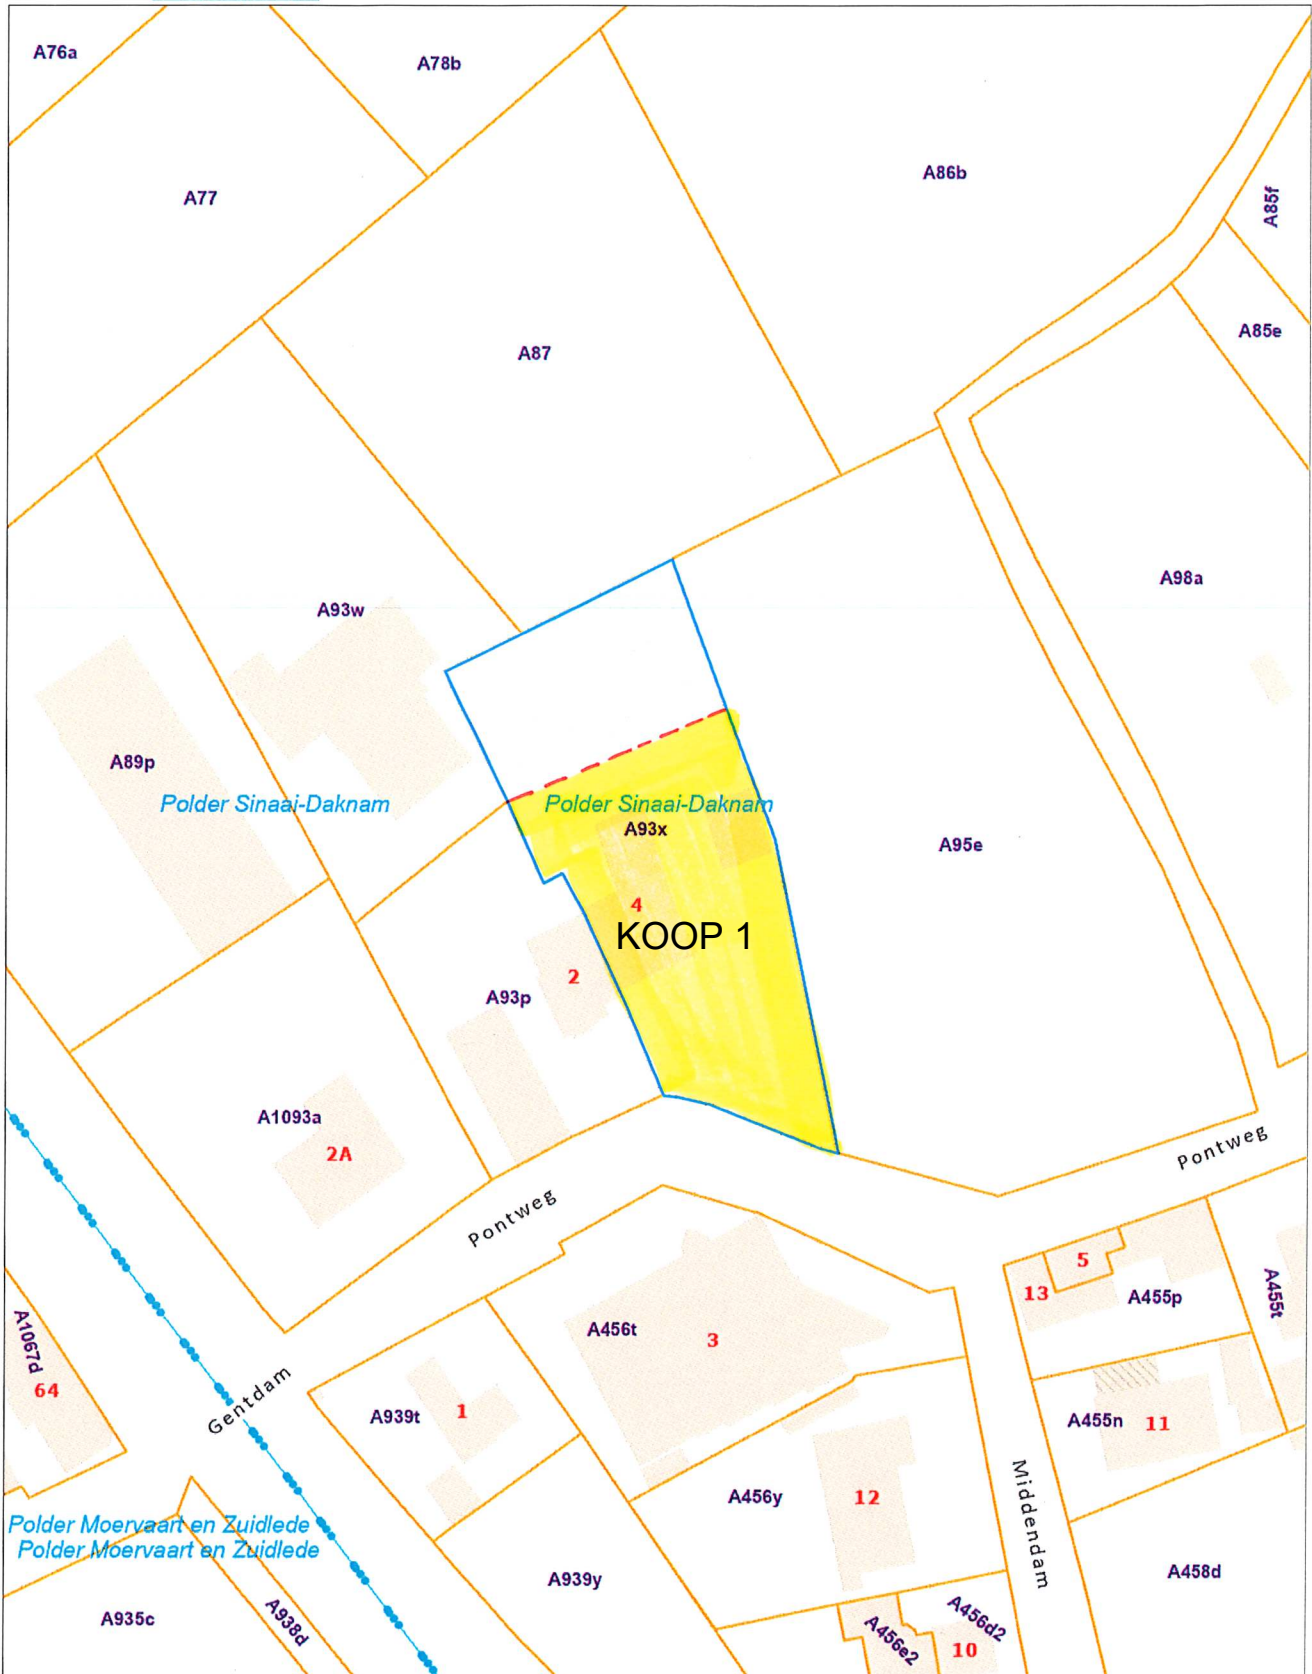 A76a
A78b
A77
A86b
A85f
A85e
A87
A98a
A93w
A89p
Polder Sinaai-Daknam
Polder Sinaai-Daknam
A93x
A95e
4
KOOP 1
2
A93p
A1093a
2A
Pontweg
Pontweg
5
13
A455p
A455t
A1067d
64
A456t
3
Gentdam
A939t
1
A455n
11
A456y
12
Middendam
Polder Moervaart en Zuidlede
Polder Moervaart en Zuidlede
A939y
A458d
A935c
A938d
A456e2
A456d2
10